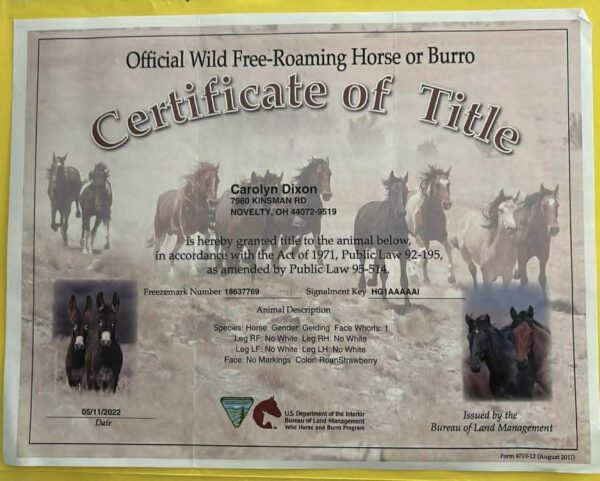 Official Wild Free-Roaming Horse or Burro
Certificate of Title
Carolyn Dixon
7960 KINSMAN RD
NOVELTY, OH 44072-9519
is hereby granted title to the animal below,
in accordance with the Act of 1971, Public Law 92-195,
as amended by Public Law 95-514.
Freezemark Number 18637769 Signalment Key HG1AAAAAI
Animal Description
Species: Horse Gender: Gelding Face Whorls: 1
Leg RF: No White Leg RH: No White
Leg LF: No White Leg LH: No White
Face: No Markings Color: RoanStrawberry
05/11/2022
Date
U.S. Department of the Interior
Bureau of Land Management
Wild Horse and Burro Program
Issued by the
Bureau of Land Management
Form 4710-12 (August 2011)